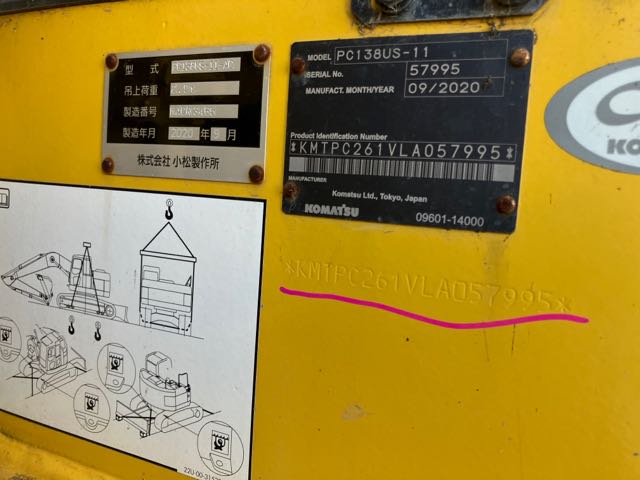 型式
吊上荷重
製造番号
製造年月 2020 年 9 月
株式会社 小松製作所
MODEL PC138US-11
SERIAL No. 57995
MANUFACT. MONTH/YEAR 09/2020
Product Identification Number
*KMTPC261VLA057995*
MANUFACTURER
Komatsu Ltd., Tokyo, Japan
KOMATSU 09601-14000
*KMTPC261VLA057995*